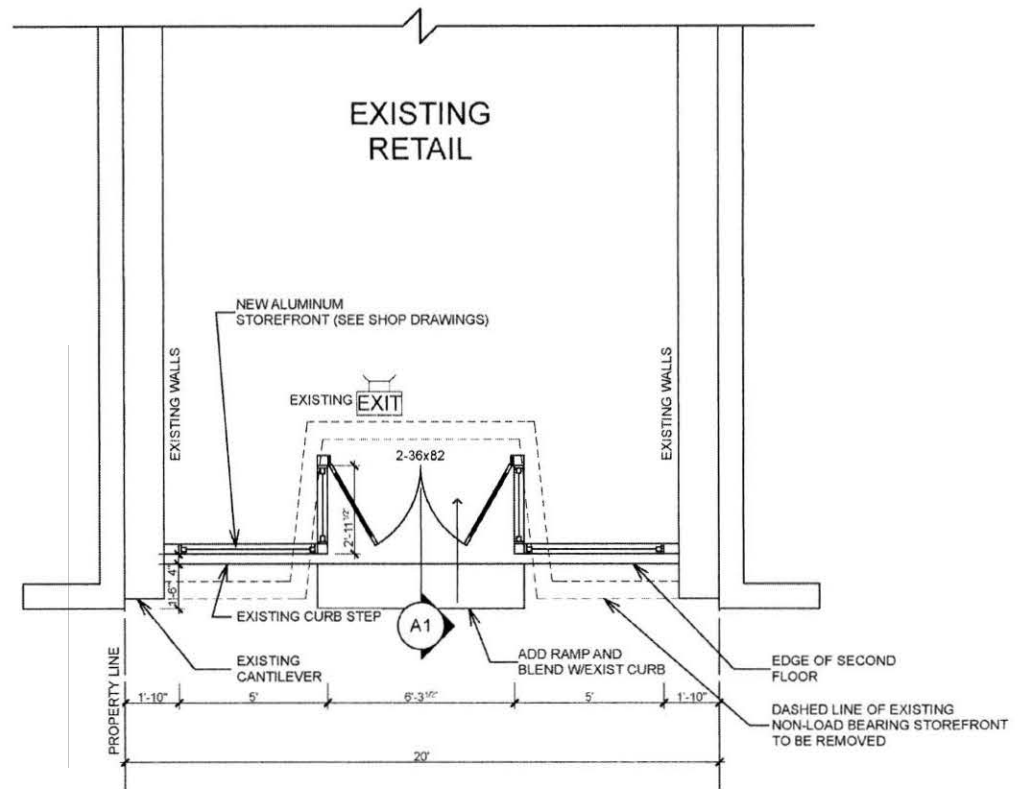 EXISTING
RETAIL
NEW ALUMINUM
STOREFRONT (SEE SHOP DRAWINGS)
EXISTING WALLS
EXISTING WALLS
EXISTING EXIT
2-36x82
2'-11 1/2"
4"
1'-6"
EXISTING CURB STEP
A1
EXISTING
CANTILEVER
ADD RAMP AND
BLEND W/EXIST CURB
EDGE OF SECOND
FLOOR
PROPERTY LINE
1'-10"
5'
6'-3 1/2"
5'
1'-10"
DASHED LINE OF EXISTING
NON-LOAD BEARING STOREFRONT
TO BE REMOVED
20'